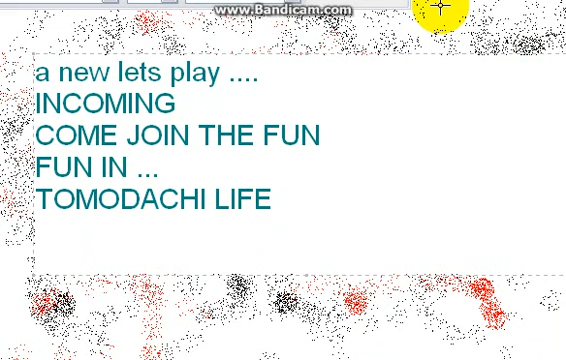 www.Bandicam.com
a new lets play ....
INCOMING
COME JOIN THE FUN
FUN IN ...
TOMODACHI LIFE